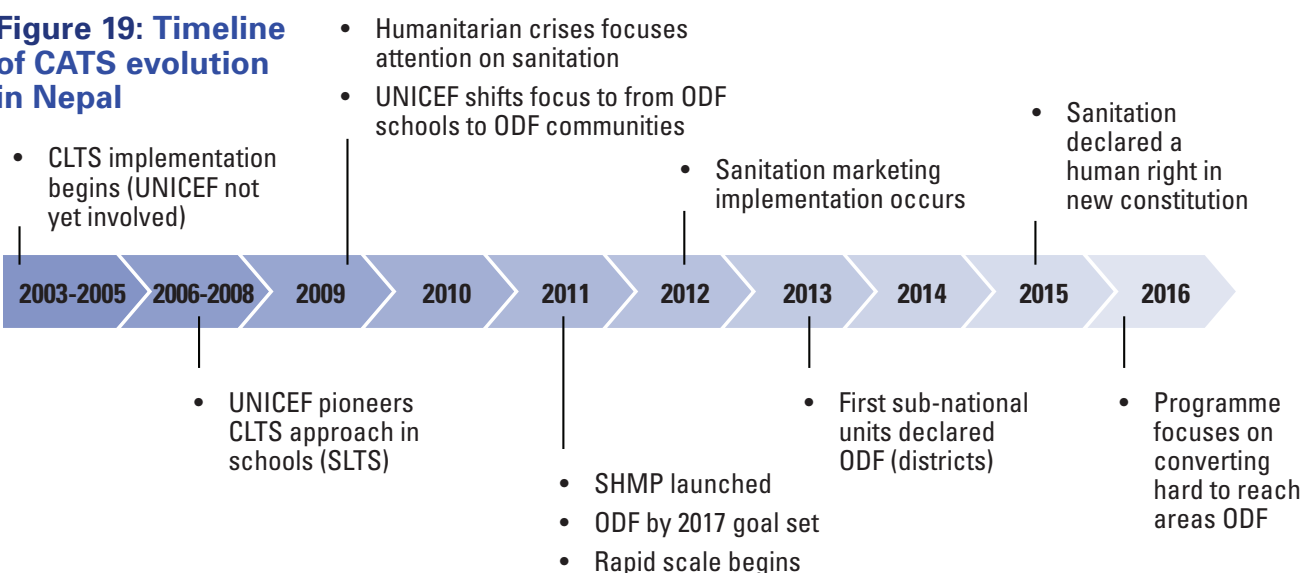 Figure 19: Timeline
of CATS evolution
in Nepal
• Humanitarian crises focuses
attention on sanitation
• UNICEF shifts focus to from ODF
schools to ODF communities
• CLTS implementation
begins (UNICEF not
yet involved)
• Sanitation marketing
implementation occurs
• Sanitation
declared a
human right in
new constitution
2003-2005 2006-2008 2009 2010 2011 2012 2013 2014 2015 2016
• UNICEF pioneers
CLTS approach in
schools (SLTS)
• SHMP launched
• ODF by 2017 goal set
• Rapid scale begins
• First sub-national
units declared
ODF (districts)
• Programme
focuses on
converting
hard to reach
areas ODF